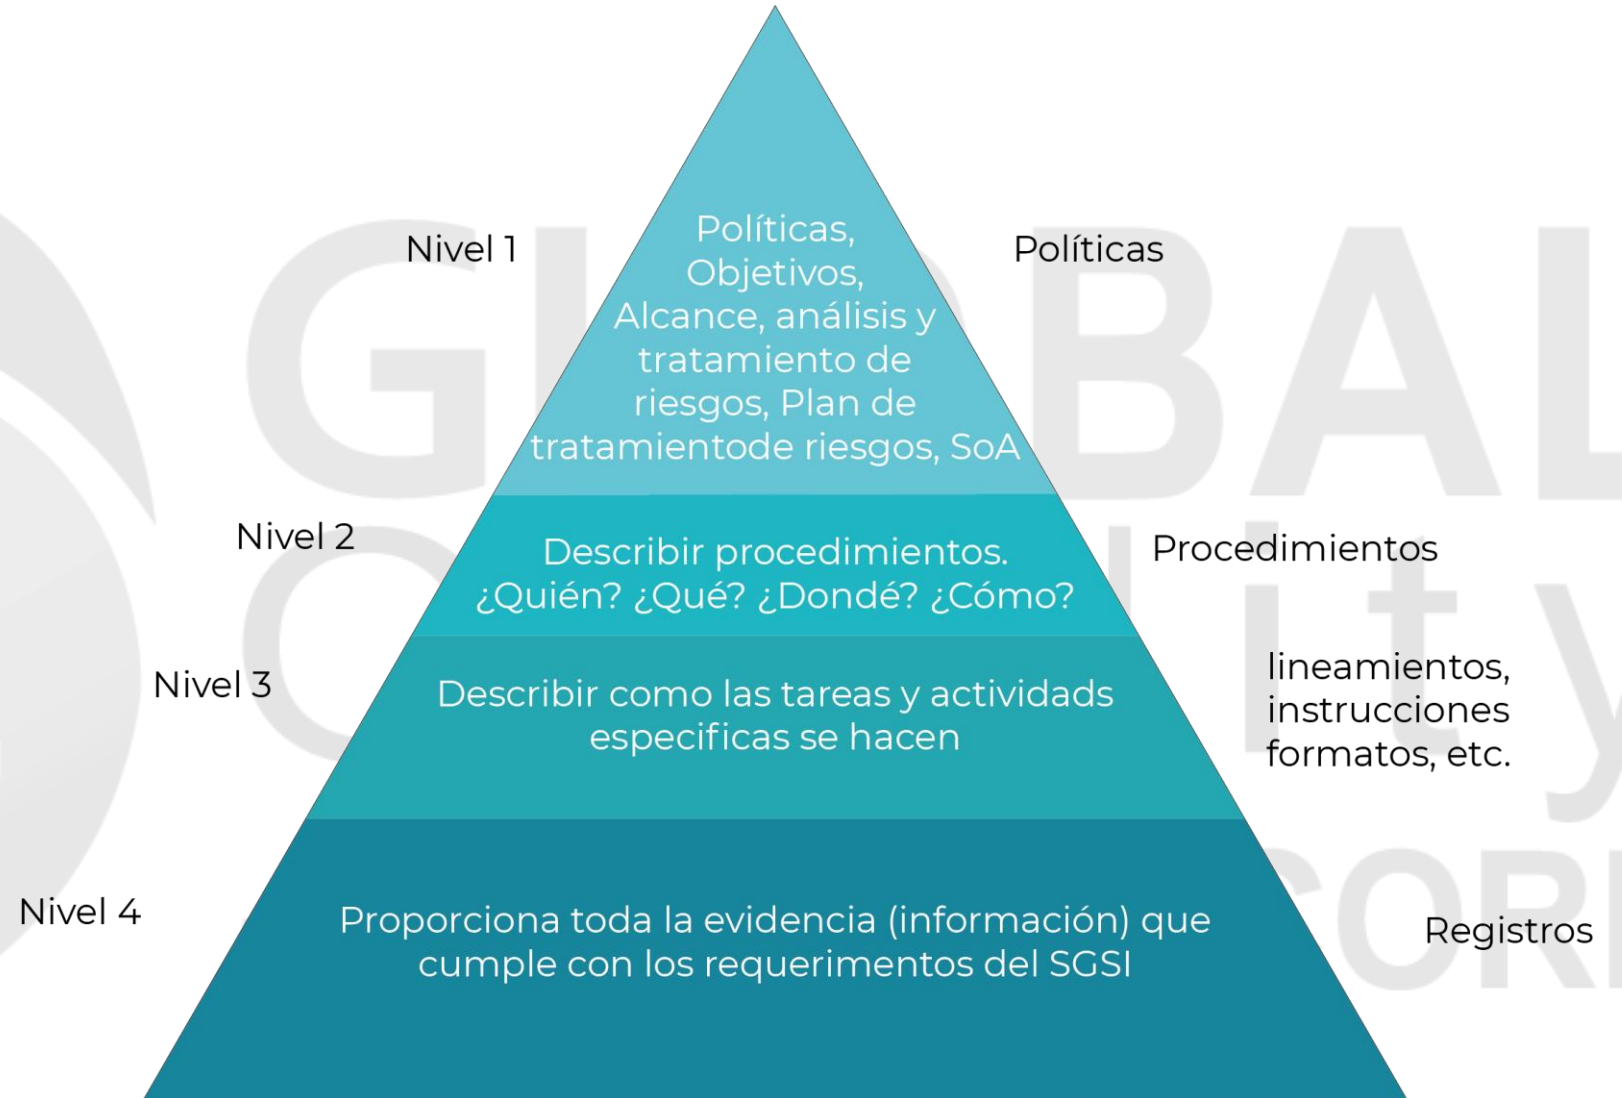 Nivel 1
Políticas,
Objetivos,
Alcance, análisis y
tratamiento de
riesgos, Plan de
tratamientode riesgos, SoA
Políticas
Nivel 2
Describir procedimientos.
¿Quién? ¿Qué? ¿Dondé? ¿Cómo?
Procedimientos
Nivel 3
Describir como las tareas y actividads
especificas se hacen
lineamientos,
instrucciones
formatos, etc.
Nivel 4
Proporciona toda la evidencia (información) que
cumple con los requerimentos del SGSI
Registros